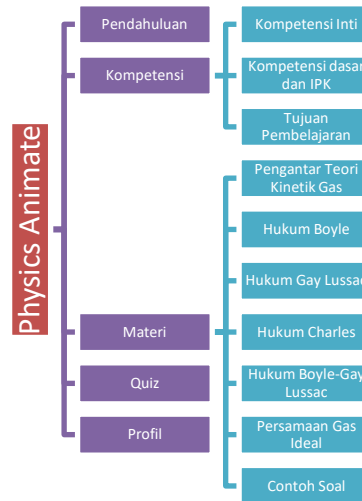 Physics Animate
Pendahuluan
Kompetensi
Kompetensi Inti
Kompetensi dasar
dan IPK
Tujuan
Pembelajaran
Materi
Pengantar Teori
Kinetik Gas
Hukum Boyle
Hukum Gay Lussac
Hukum Charles
Hukum Boyle-Gay
Lussac
Persamaan Gas
Ideal
Contoh Soal
Quiz
Profil